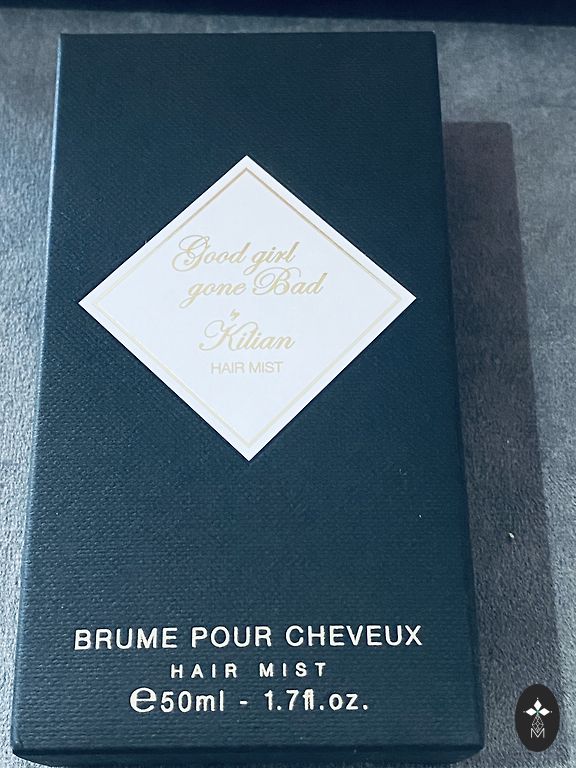 Good girl
gone Bad
by
Kilian
HAIR MIST
BRUME POUR CHEVEUX
HAIR MIST
℮50ml - 1.7fl.oz.
M